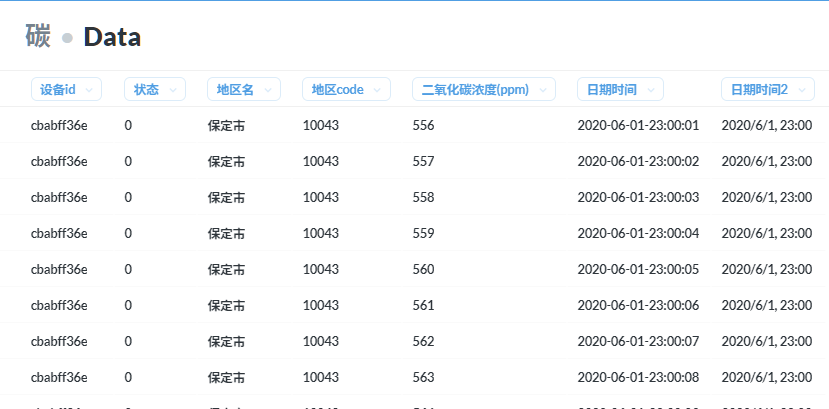 碳 • Data
设备id 状态 地区名 地区code 二氧化碳浓度(ppm) 日期时间 日期时间2
cbabff36e 0 保定市 10043 556 2020-06-01-23:00:01 2020/6/1, 23:00
cbabff36e 0 保定市 10043 557 2020-06-01-23:00:02 2020/6/1, 23:00
cbabff36e 0 保定市 10043 558 2020-06-01-23:00:03 2020/6/1, 23:00
cbabff36e 0 保定市 10043 559 2020-06-01-23:00:04 2020/6/1, 23:00
cbabff36e 0 保定市 10043 560 2020-06-01-23:00:05 2020/6/1, 23:00
cbabff36e 0 保定市 10043 561 2020-06-01-23:00:06 2020/6/1, 23:00
cbabff36e 0 保定市 10043 562 2020-06-01-23:00:07 2020/6/1, 23:00
cbabff36e 0 保定市 10043 563 2020-06-01-23:00:08 2020/6/1, 23:00